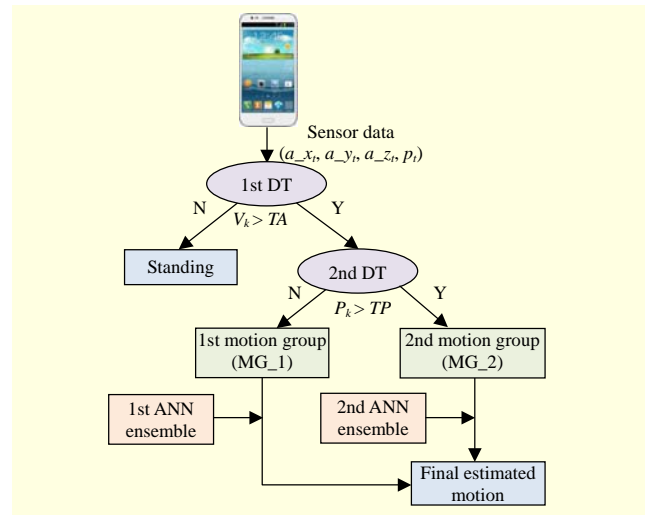 Sensor data
(a_xₜ, a_yₜ, a_zₜ, pₜ)
1st DT
N
Y
Vₖ > TA
Standing
2nd DT
N
Y
Pₖ > TP
1st motion group
(MG_1)
2nd motion group
(MG_2)
1st ANN
ensemble
2nd ANN
ensemble
Final estimated
motion